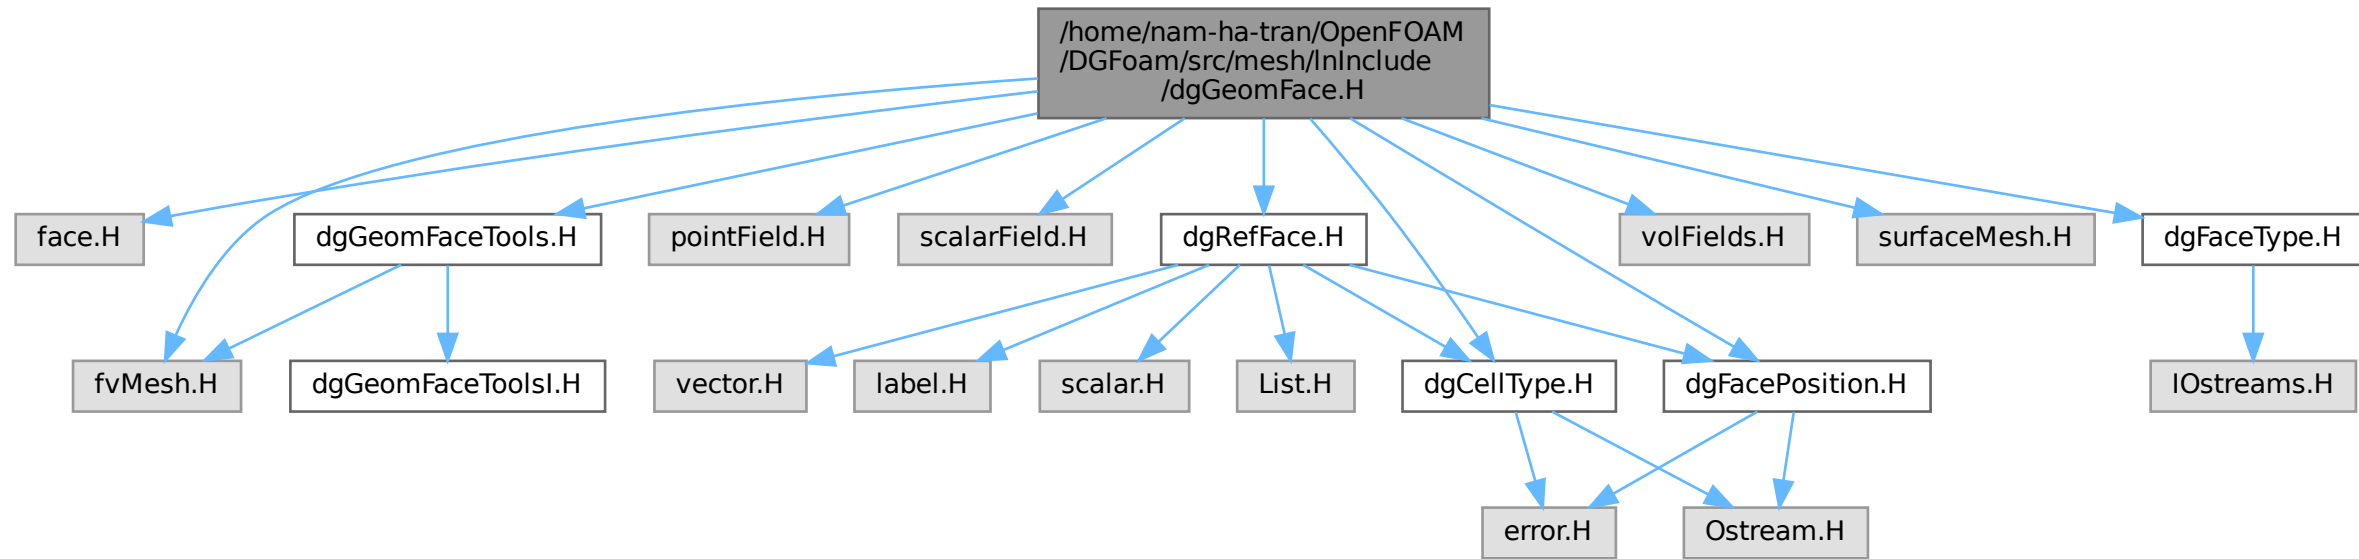 /home/nam-ha-tran/OpenFOAM
/DGFoam/src/mesh/lnInclude
/dgGeomFace.H
face.H
dgGeomFaceTools.H
pointField.H
scalarField.H
dgRefFace.H
volFields.H
surfaceMesh.H
dgFaceType.H
fvMesh.H
dgGeomFaceToolsI.H
vector.H
label.H
scalar.H
List.H
dgCellType.H
dgFacePosition.H
IOstreams.H
error.H
Ostream.H